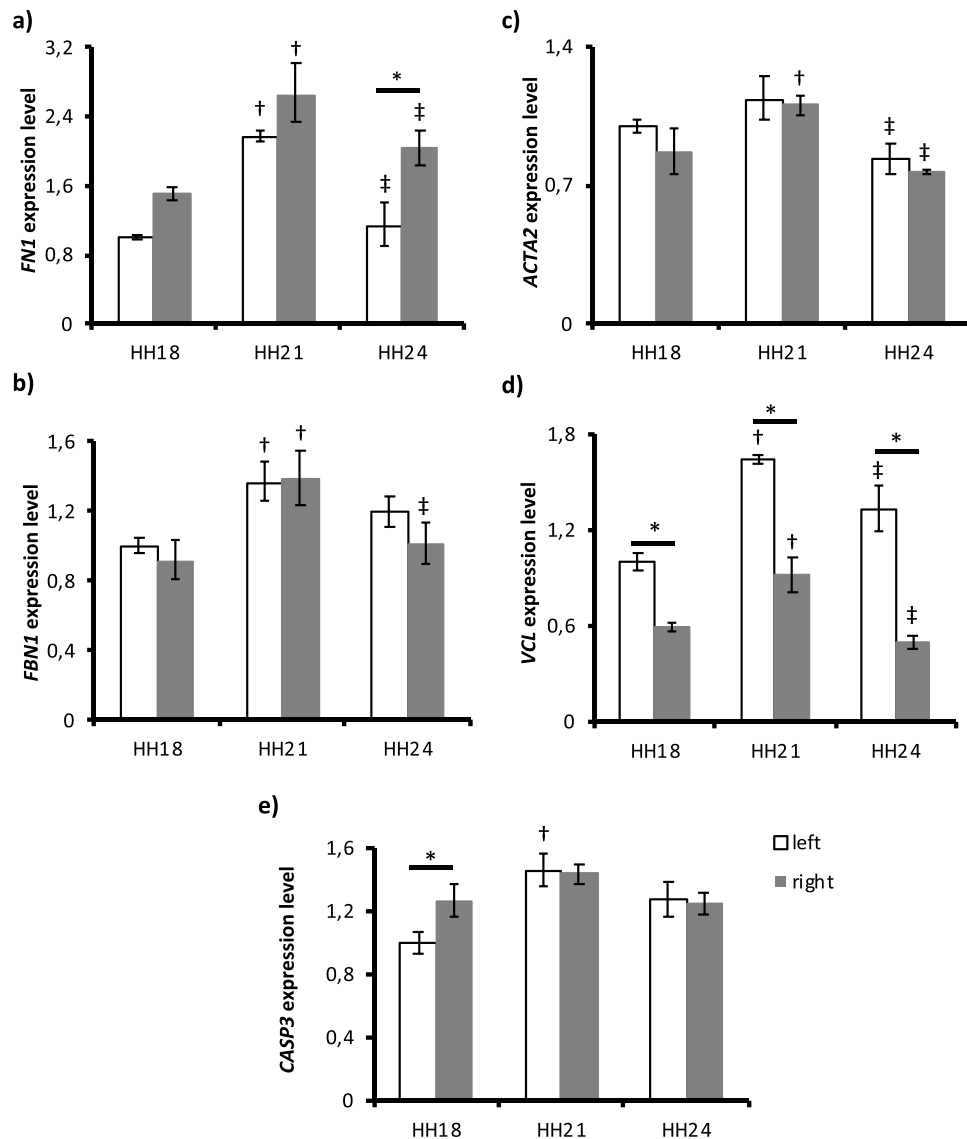 a)
FN1 expression level
3,2
2,4
1,6
0,8
0
†
†
*
‡
‡
HH18 HH21 HH24
c)
ACTA2 expression level
1,4
0,7
0
†
‡
‡
HH18 HH21 HH24
b)
FBN1 expression level
1,6
1,2
0,8
0,4
0
†
†
‡
HH18 HH21 HH24
d)
VCL expression level
1,8
1,2
0,6
0
*
*
†
†
*
‡
‡
HH18 HH21 HH24
e)
CASP3 expression level
1,6
1,2
0,8
0,4
0
*
†
HH18 HH21 HH24
left
right